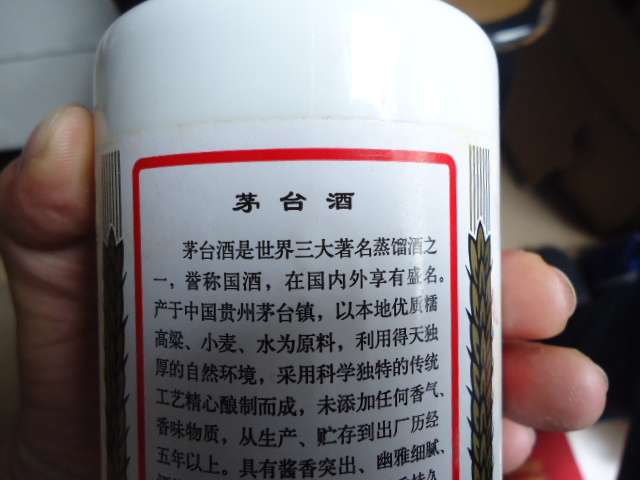 茅台酒
茅台酒是世界三大著名蒸馏酒之
一，誉称国酒，在国内外享有盛名。
产于中国贵州茅台镇，以本地优质糯
高粱、小麦、水为原料，利用得天独
厚的自然环境，采用科学独特的传统
工艺精心酿制而成，未添加任何香气、
香味物质，从生产、贮存到出厂历经
五年以上。具有酱香突出、幽雅细腻、